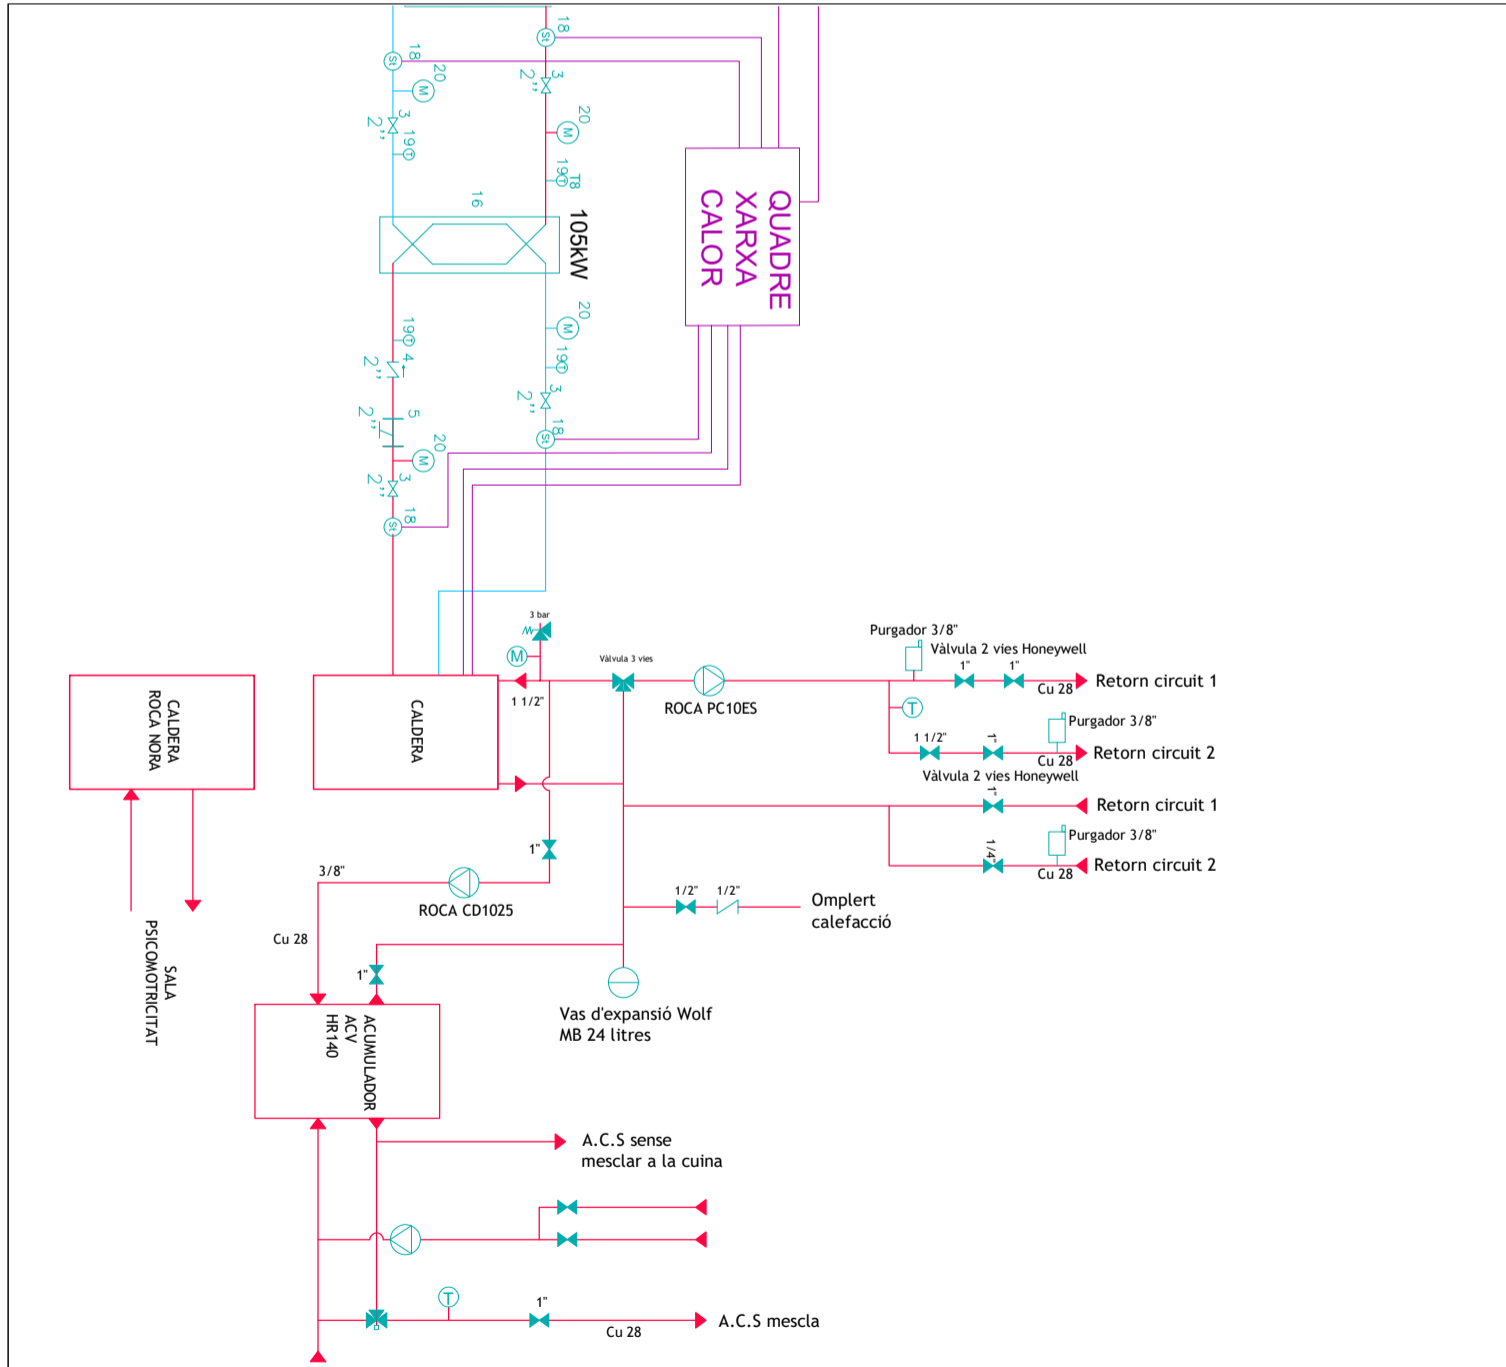 18
18
20
3
2''
3
2''
20
19
T
M
M
St
St
20
19
T
T8
16
105kW
QUADRE
XARXA
CALOR
20
M
19
T
19
T
4
2''
3
2''
5
2''
18
St
20
M
3
2''
18
St
3 bar
M
Vàlvula 3 vies
1 1/2"
ROCA PC10ES
Purgador 3/8"
Vàlvula 2 vies Honeywell
1"
1"
Cu 28
Retorn circuit 1
T
Purgador 3/8"
1 1/2"
1"
Cu 28
Retorn circuit 2
Vàlvula 2 vies Honeywell
1"
Retorn circuit 1
Purgador 3/8"
1/4"
Cu 28
Retorn circuit 2
CALDERA
ROCA NORA
CALDERA
1"
3/8"
ROCA CD1025
1/2"
1/2"
Omplert
calefacció
SALA
PSICOMOTRICITAT
Cu 28
1"
Vas d'expansió Wolf
MB 24 litres
ACUMULADOR
ACV
HR140
A.C.S sense
mesclar a la cuina
T
1"
Cu 28
A.C.S mescla